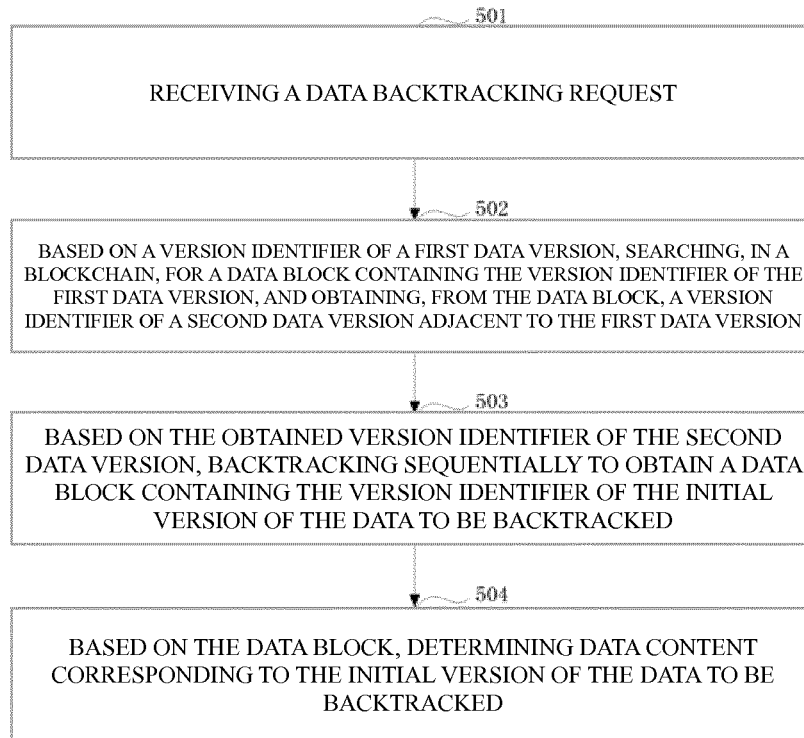 501
RECEIVING A DATA BACKTRACKING REQUEST
502
BASED ON A VERSION IDENTIFIER OF A FIRST DATA VERSION, SEARCHING, IN A
BLOCKCHAIN, FOR A DATA BLOCK CONTAINING THE VERSION IDENTIFIER OF THE
FIRST DATA VERSION, AND OBTAINING, FROM THE DATA BLOCK, A VERSION
IDENTIFIER OF A SECOND DATA VERSION ADJACENT TO THE FIRST DATA VERSION
503
BASED ON THE OBTAINED VERSION IDENTIFIER OF THE SECOND
DATA VERSION, BACKTRACKING SEQUENTIALLY TO OBTAIN A DATA
BLOCK CONTAINING THE VERSION IDENTIFIER OF THE INITIAL
VERSION OF THE DATA TO BE BACKTRACKED
504
BASED ON THE DATA BLOCK, DETERMINING DATA CONTENT
CORRESPONDING TO THE INITIAL VERSION OF THE DATA TO BE
BACKTRACKED